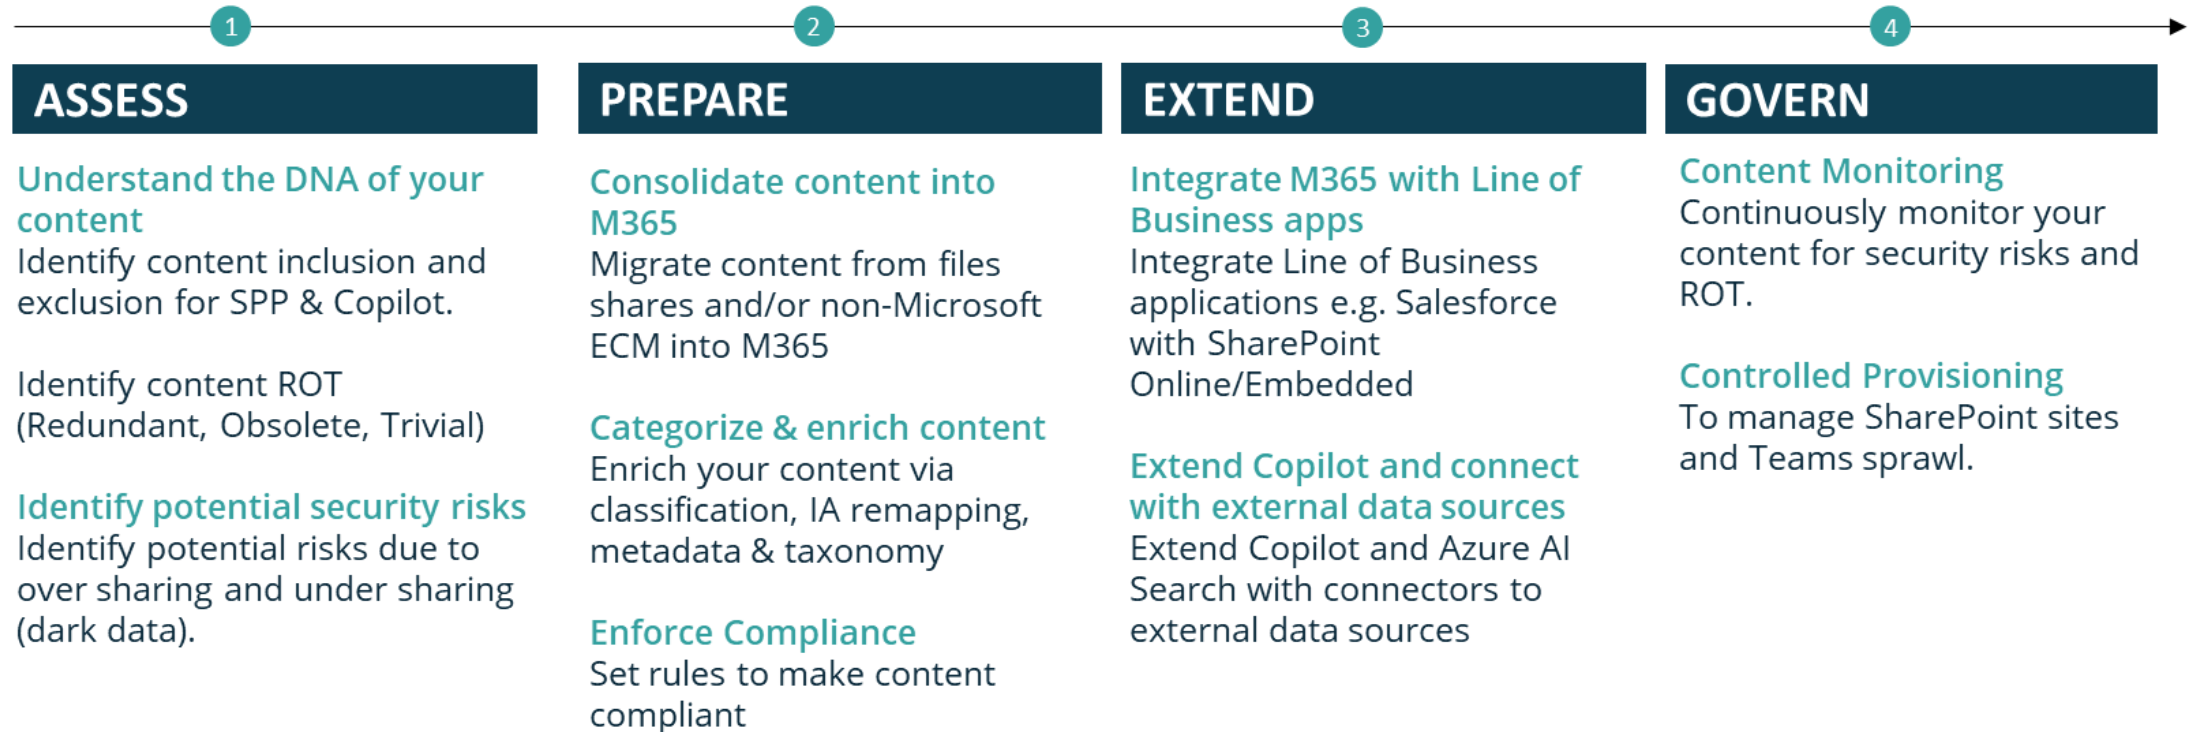 1
2
3
4
ASSESS
Understand the DNA of your
content
Identify content inclusion and
exclusion for SPP & Copilot.
Identify content ROT
(Redundant, Obsolete, Trivial)
Identify potential security risks
Identify potential risks due to
over sharing and under sharing
(dark data).
PREPARE
Consolidate content into
M365
Migrate content from files
shares and/or non-Microsoft
ECM into M365
Categorize & enrich content
Enrich your content via
classification, IA remapping,
metadata & taxonomy
Enforce Compliance
Set rules to make content
compliant
EXTEND
Integrate M365 with Line of
Business apps
Integrate Line of Business
applications e.g. Salesforce
with SharePoint
Online/Embedded
Extend Copilot and connect
with external data sources
Extend Copilot and Azure AI
Search with connectors to
external data sources
GOVERN
Content Monitoring
Continuously monitor your
content for security risks and
ROT.
Controlled Provisioning
To manage SharePoint sites
and Teams sprawl.